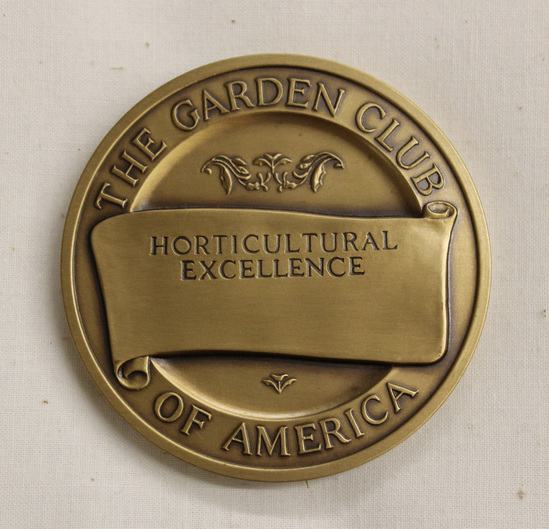 THE GARDEN CLUB
HORTICULTURAL
EXCELLENCE
OF AMERICA